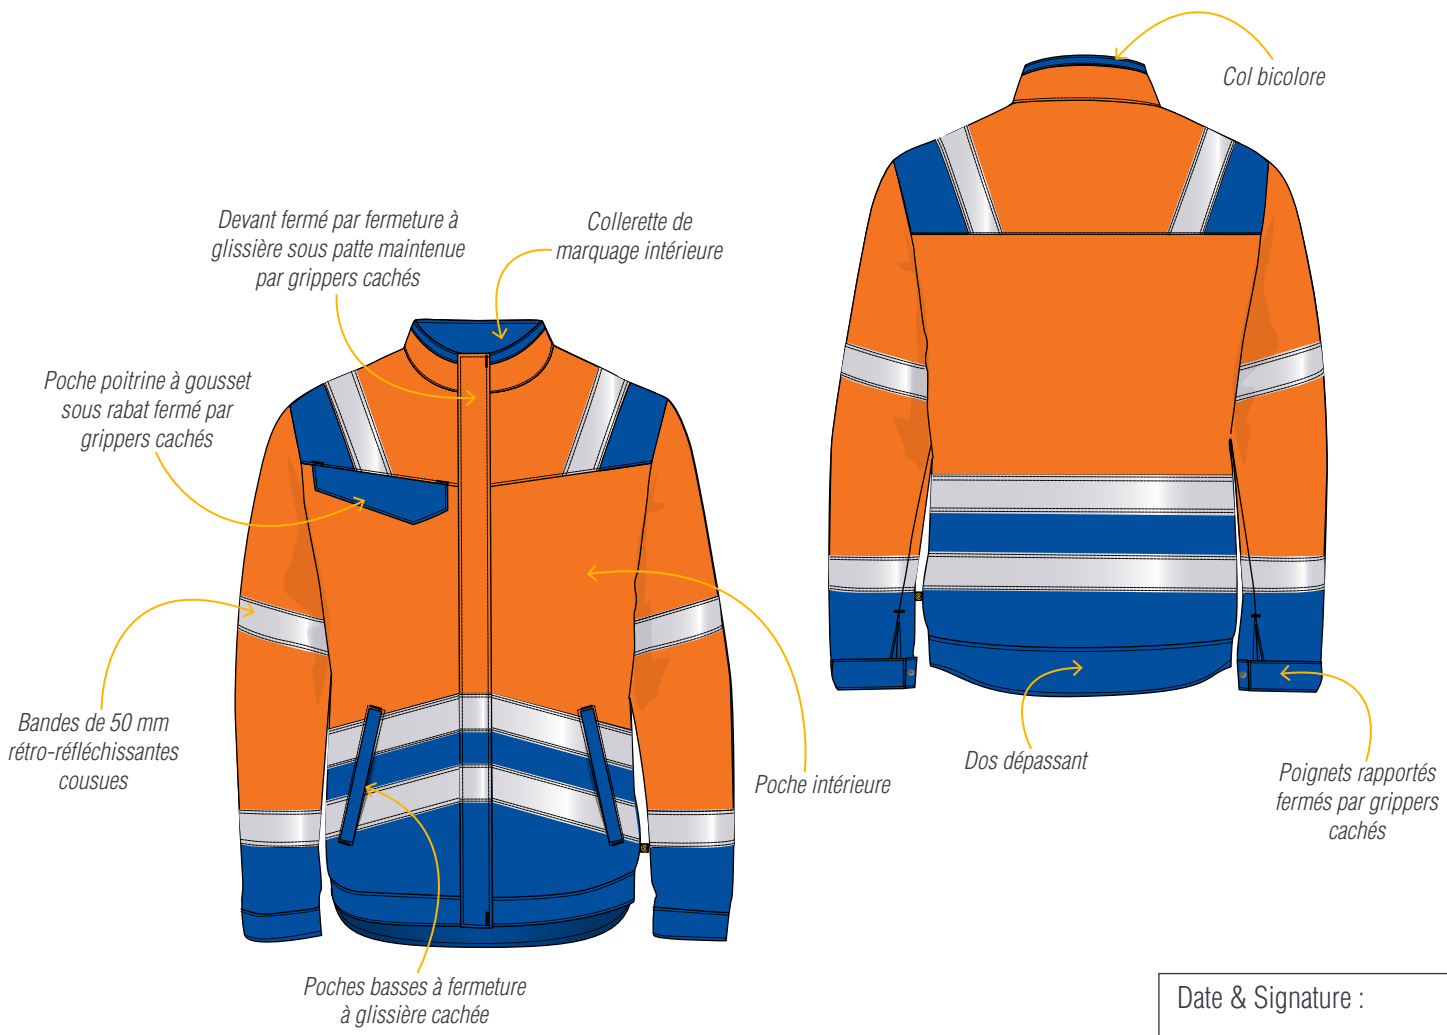 Col bicolore
Devant fermé par fermeture à
glissière sous patte maintenue
par grippers cachés
Collerette de
marquage intérieure
Poche poitrine à gousset
sous rabat fermé par
grippers cachés
Bandes de 50 mm
rétro-réfléchissantes
cousues
Poche intérieure
Dos dépassant
Poignets rapportés
fermés par grippers
cachés
Poches basses à fermeture
à glissière cachée
Date & Signature :